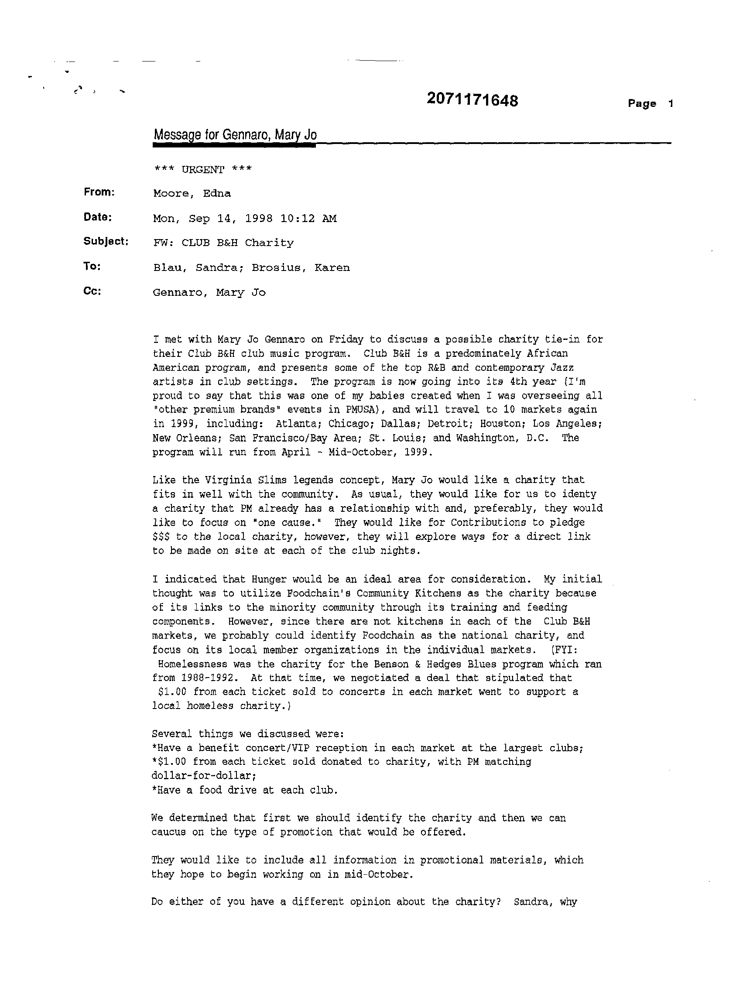 2071171648 Page 1
Message for Gennaro, Mary Jo
*** URGENT ***
From: Moore, Edna
Date: Mon, Sep 14, 1998 10:12 AM
Subject: FW: CLUB B&H Charity
To: Blau, Sandra; Brosius, Karen
Cc: Gennaro, Mary Jo
I met with Mary Jo Gennaro on Friday to discuss a possible charity tie-in for
their Club B&H club music program. Club B&H is a predominately African
American program, and presents some of the top R&B and contemporary Jazz
artists in club settings. The program is now going into its 4th year (I'm
proud to say that this was one of my babies created when I was overseeing all
"other premium brands" events in PMUSA), and will travel to 10 markets again
in 1999, including: Atlanta; Chicago; Dallas; Detroit; Houston; Los Angeles;
New Orleans; San Francisco/Bay Area; St. Louis; and Washington, D.C. The
program will run from April - Mid-October, 1999.
Like the Virginia Slims legends concept, Mary Jo would like a charity that
fits in well with the community. As usual, they would like for us to identy
a charity that PM already has a relationship with and, preferably, they would
like to focus on "one cause." They would like for Contributions to pledge
$$$ to the local charity, however, they will explore ways for a direct link
to be made on site at each of the club nights.
I indicated that Hunger would be an ideal area for consideration. My initial
thought was to utilize Foodchain's Community Kitchens as the charity because
of its links to the minority community through its training and feeding
components. However, since there are not kitchens in each of the Club B&H
markets, we probably could identify Foodchain as the national charity, and
focus on its local member organizations in the individual markets. (FYI:
Homelessness was the charity for the Benson & Hedges Blues program which ran
from 1988-1992. At that time, we negotiated a deal that stipulated that
$1.00 from each ticket sold to concerts in each market went to support a
local homeless charity.)
Several things we discussed were:
*Have a benefit concert/VIP reception in each market at the largest clubs;
*$1.00 from each ticket sold donated to charity, with PM matching
dollar-for-dollar;
*Have a food drive at each club.
We determined that first we should identify the charity and then we can
caucus on the type of promotion that would be offered.
They would like to include all information in promotional materials, which
they hope to begin working on in mid-October.
Do either of you have a different opinion about the charity? Sandra, why